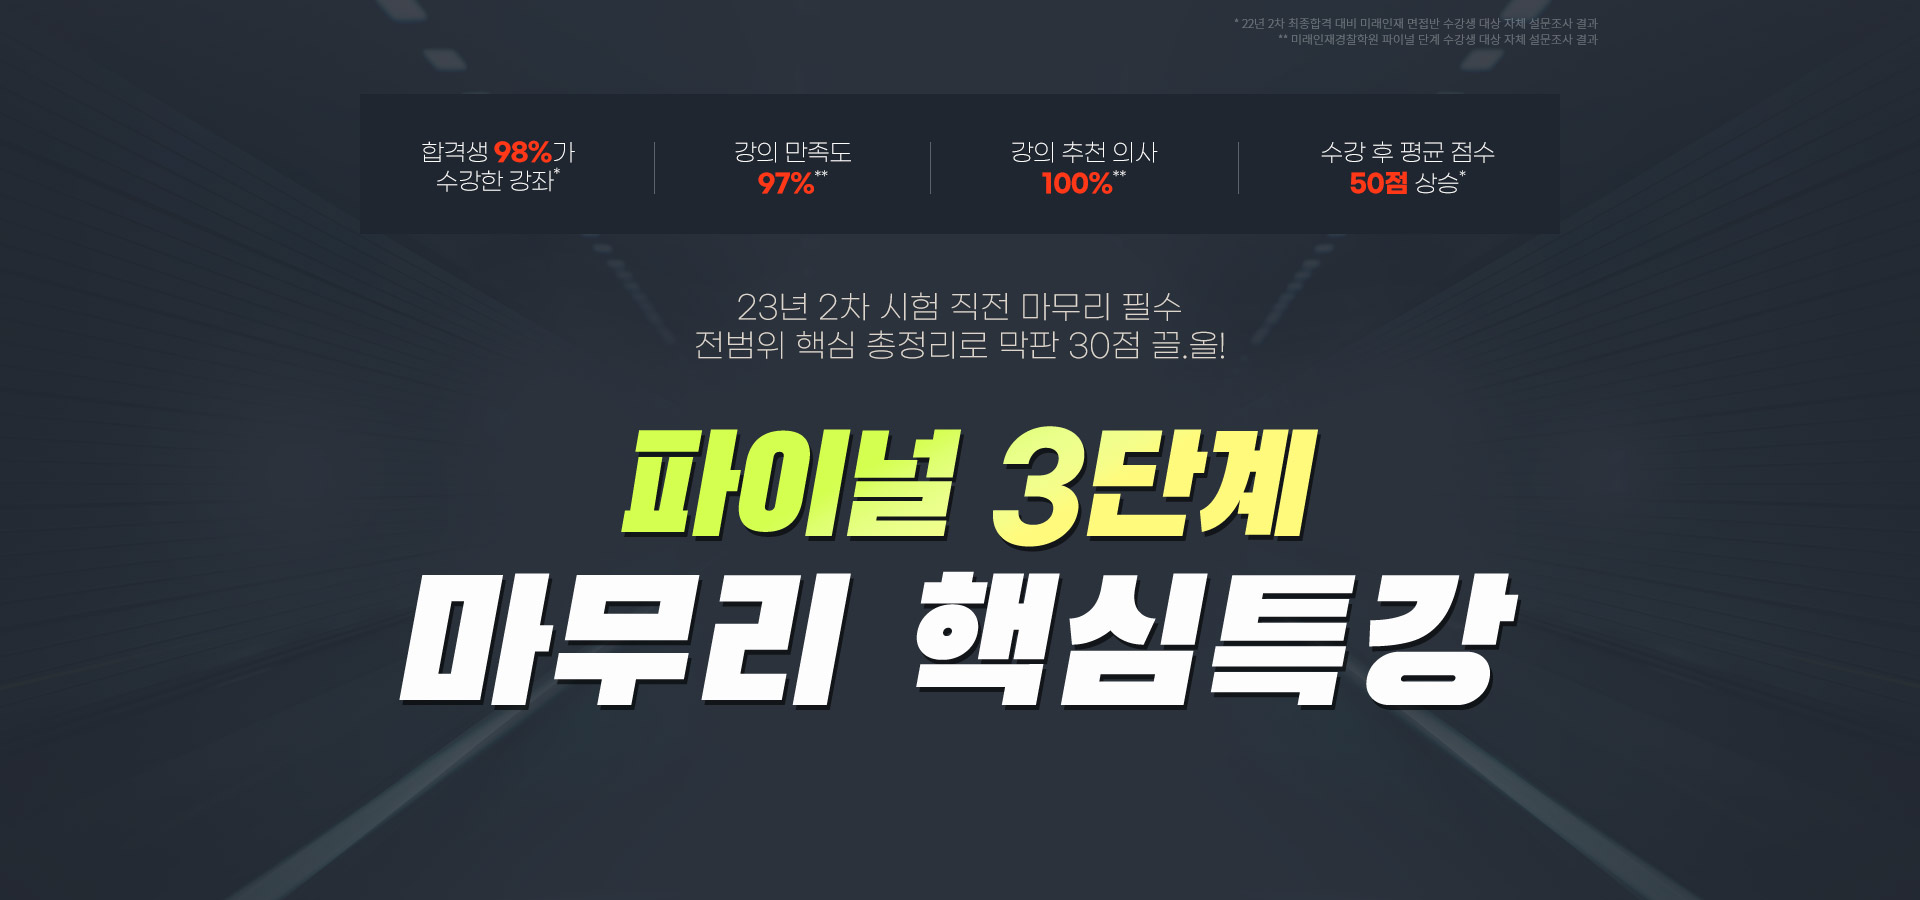 * 22년 2차 최종합격 대비 미래인재 면접반 수강생 대상 자체 설문조사 결과
** 미래인재경찰학원 파이널 단계 수강생 대상 자체 설문조사 결과
합격생 98%가
수강한 강좌*
강의 만족도
97%**
강의 추천 의사
100%**
수강 후 평균 점수
50점 상승*
23년 2차 시험 직전 마무리 필수
전범위 핵심 총정리로 막판 30점 끌.올!
파이널 3단계
마무리 핵심특강